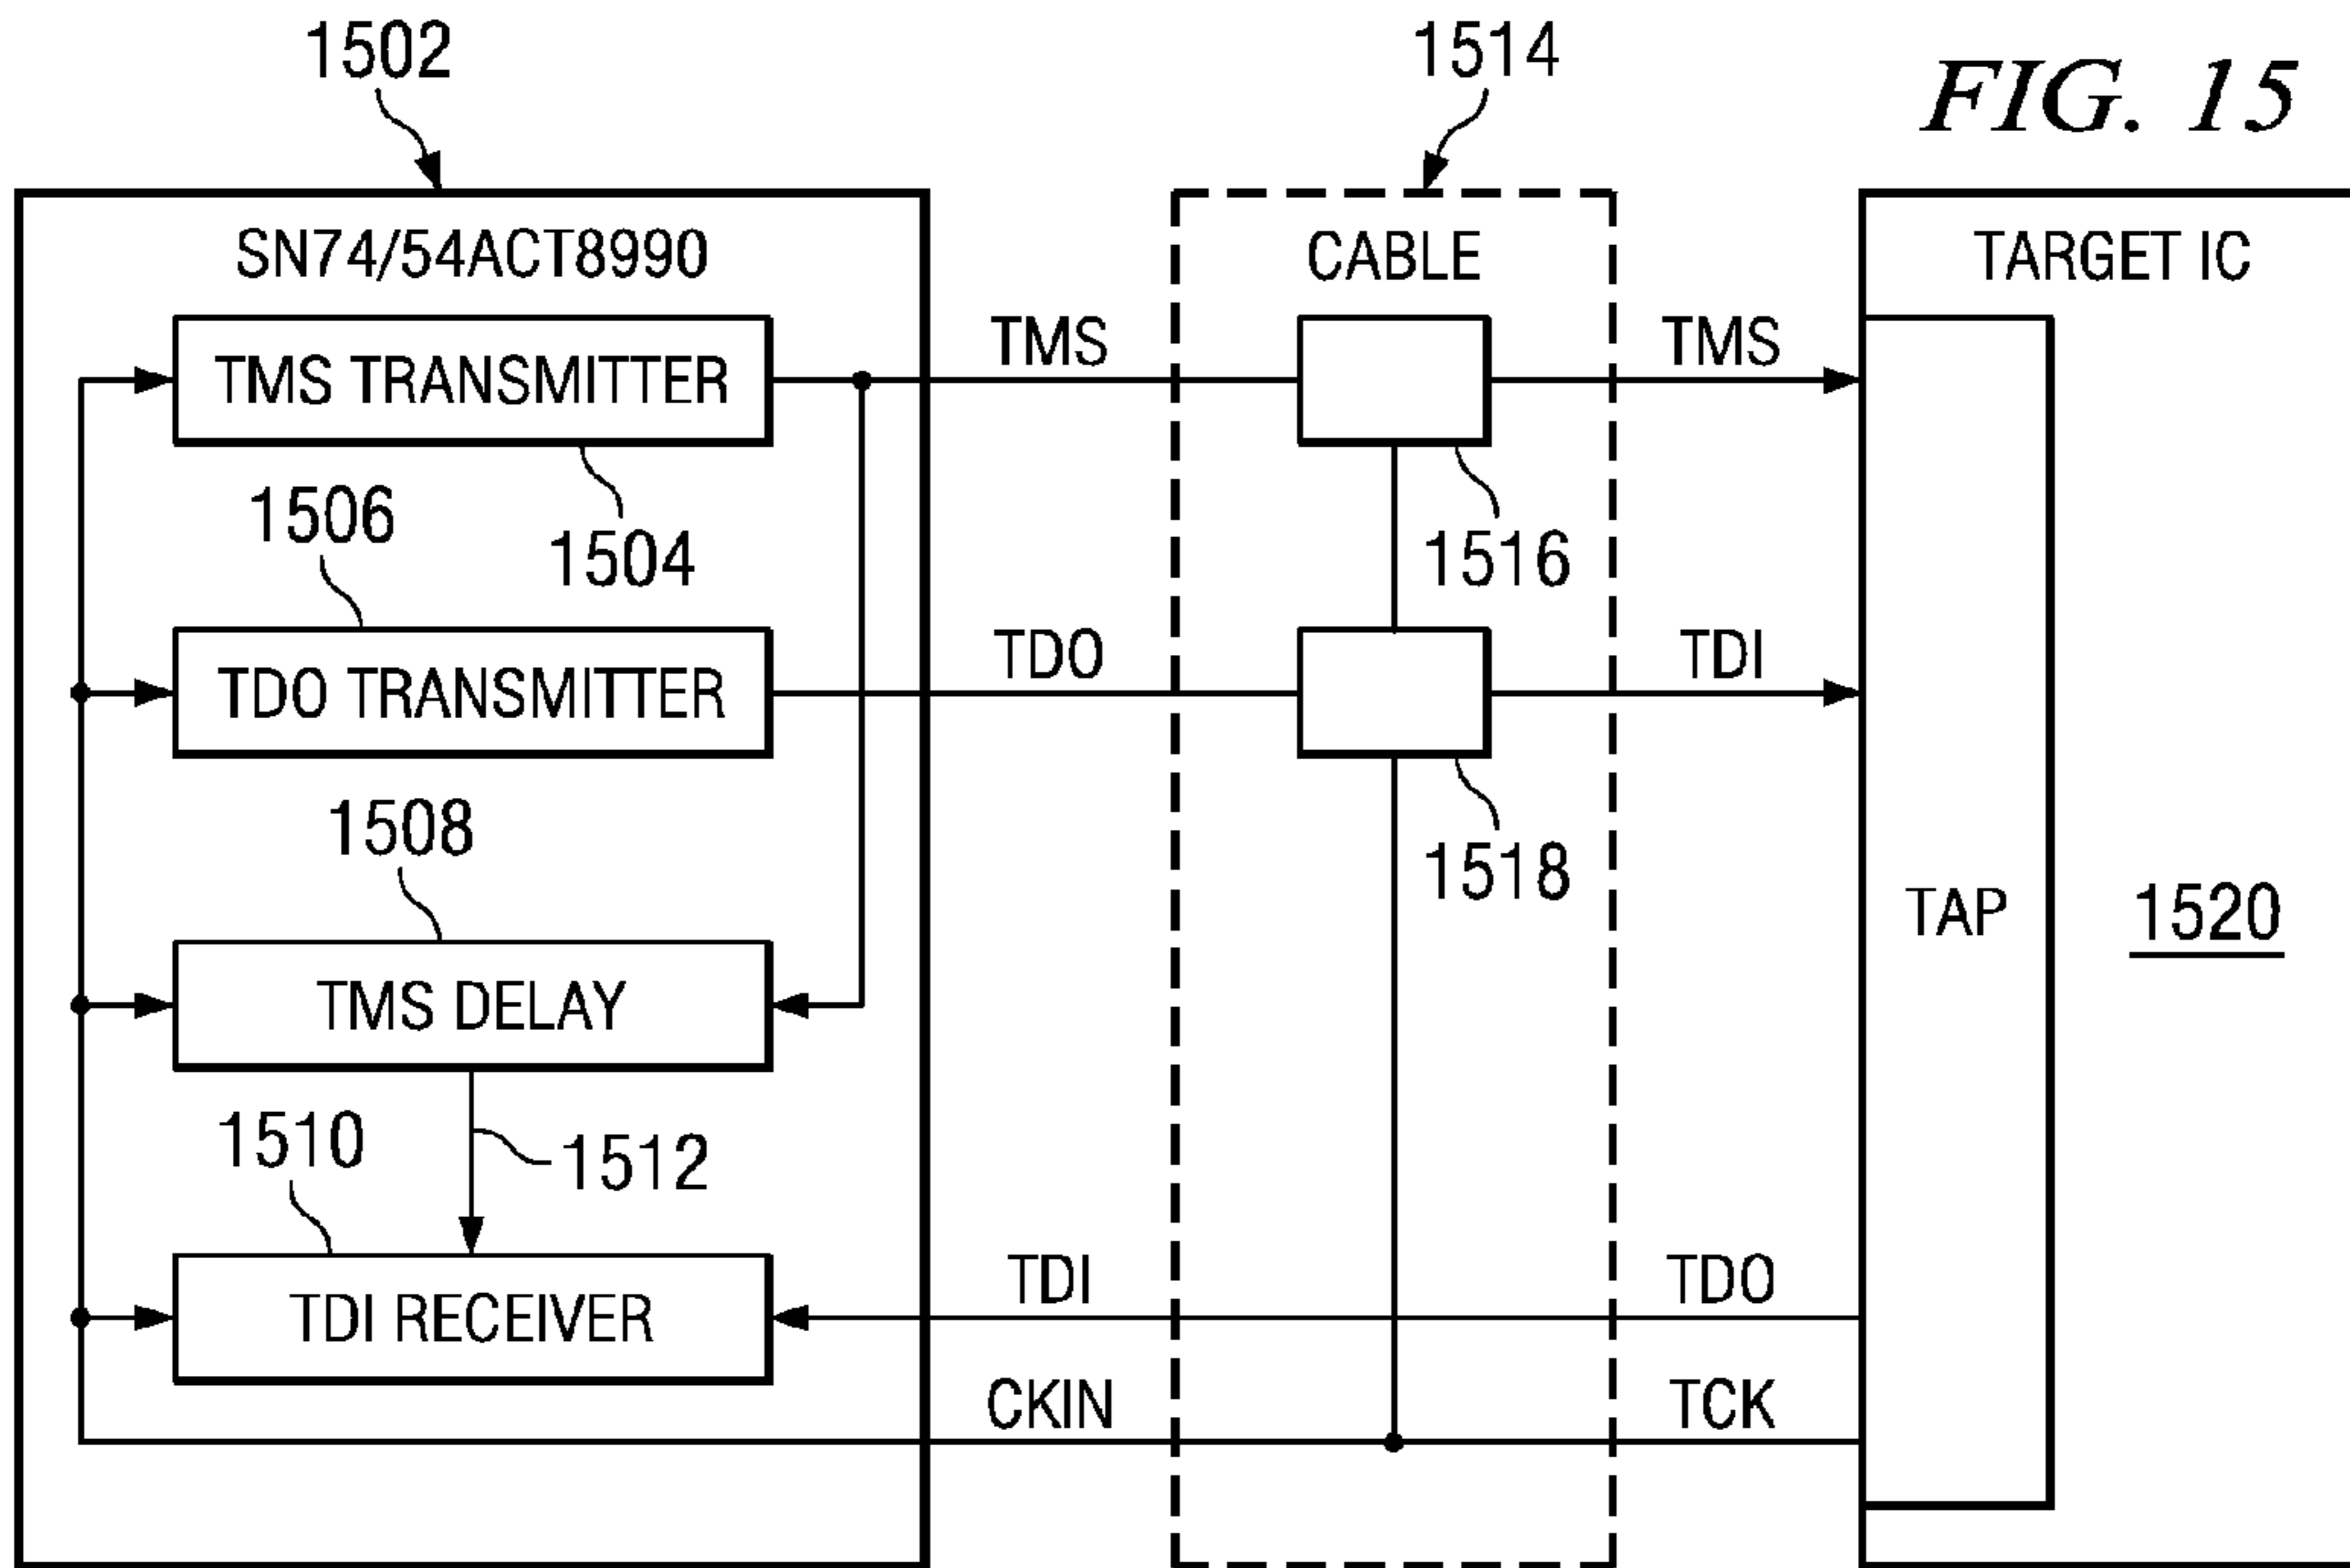 1502
1514
FIG. 15
SN74/54ACT8990
CABLE
TARGET IC
TMS TRANSMITTER
TMS
TMS
1506
1504
1516
TDO TRANSMITTER
TDO
TDI
1508
1518
TAP
1520
TMS DELAY
1510
1512
TDI RECEIVER
TDI
TDO
CKIN
TCK